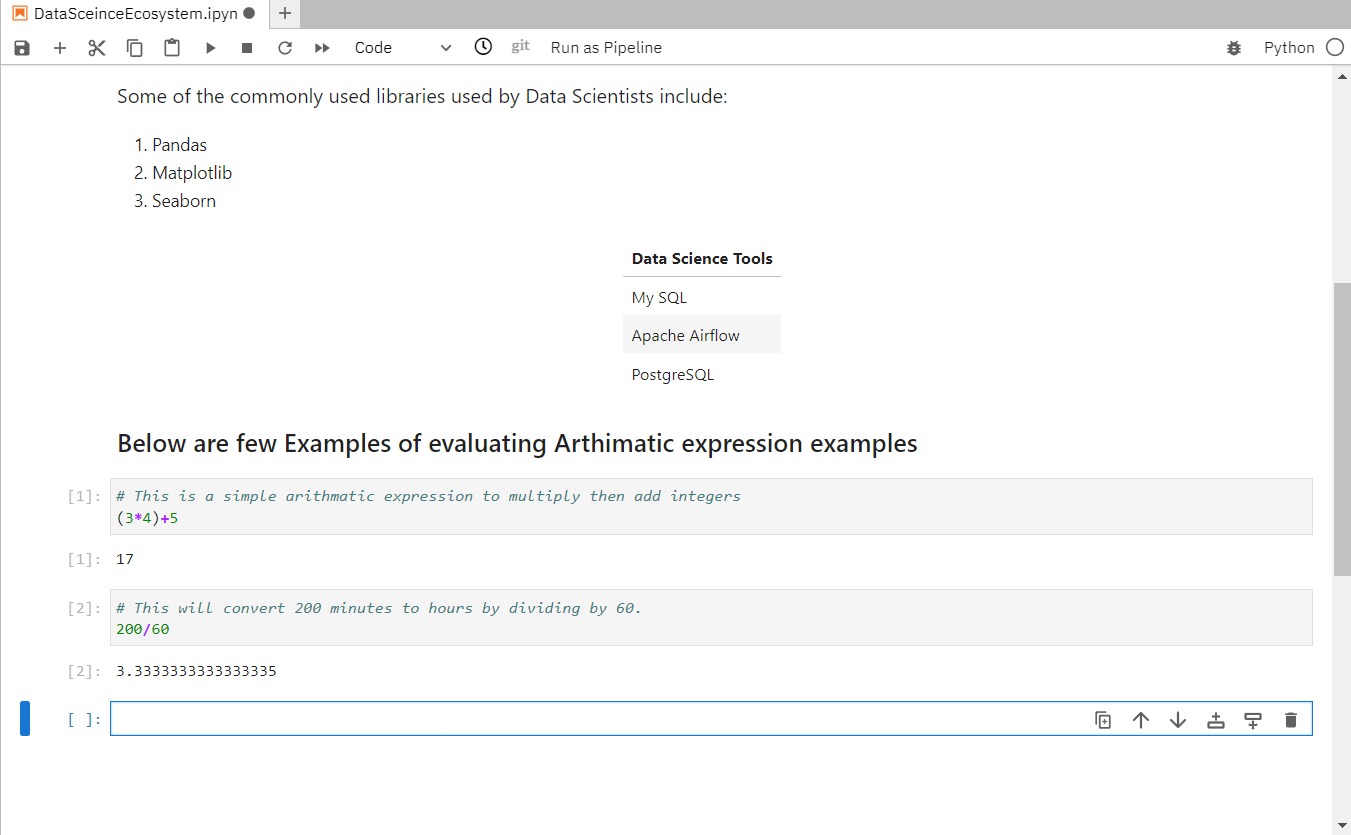 DataSceinceEcosystem.ipyn
Code git Run as Pipeline Python
Some of the commonly used libraries used by Data Scientists include:
1. Pandas
2. Matplotlib
3. Seaborn
Data Science Tools
My SQL
Apache Airflow
PostgreSQL
Below are few Examples of evaluating Arthimatic expression examples
[1]: # This is a simple arithmatic expression to multiply then add integers
(3*4)+5
[1]: 17
[2]: # This will convert 200 minutes to hours by dividing by 60.
200/60
[2]: 3.3333333333333335
[ ]: